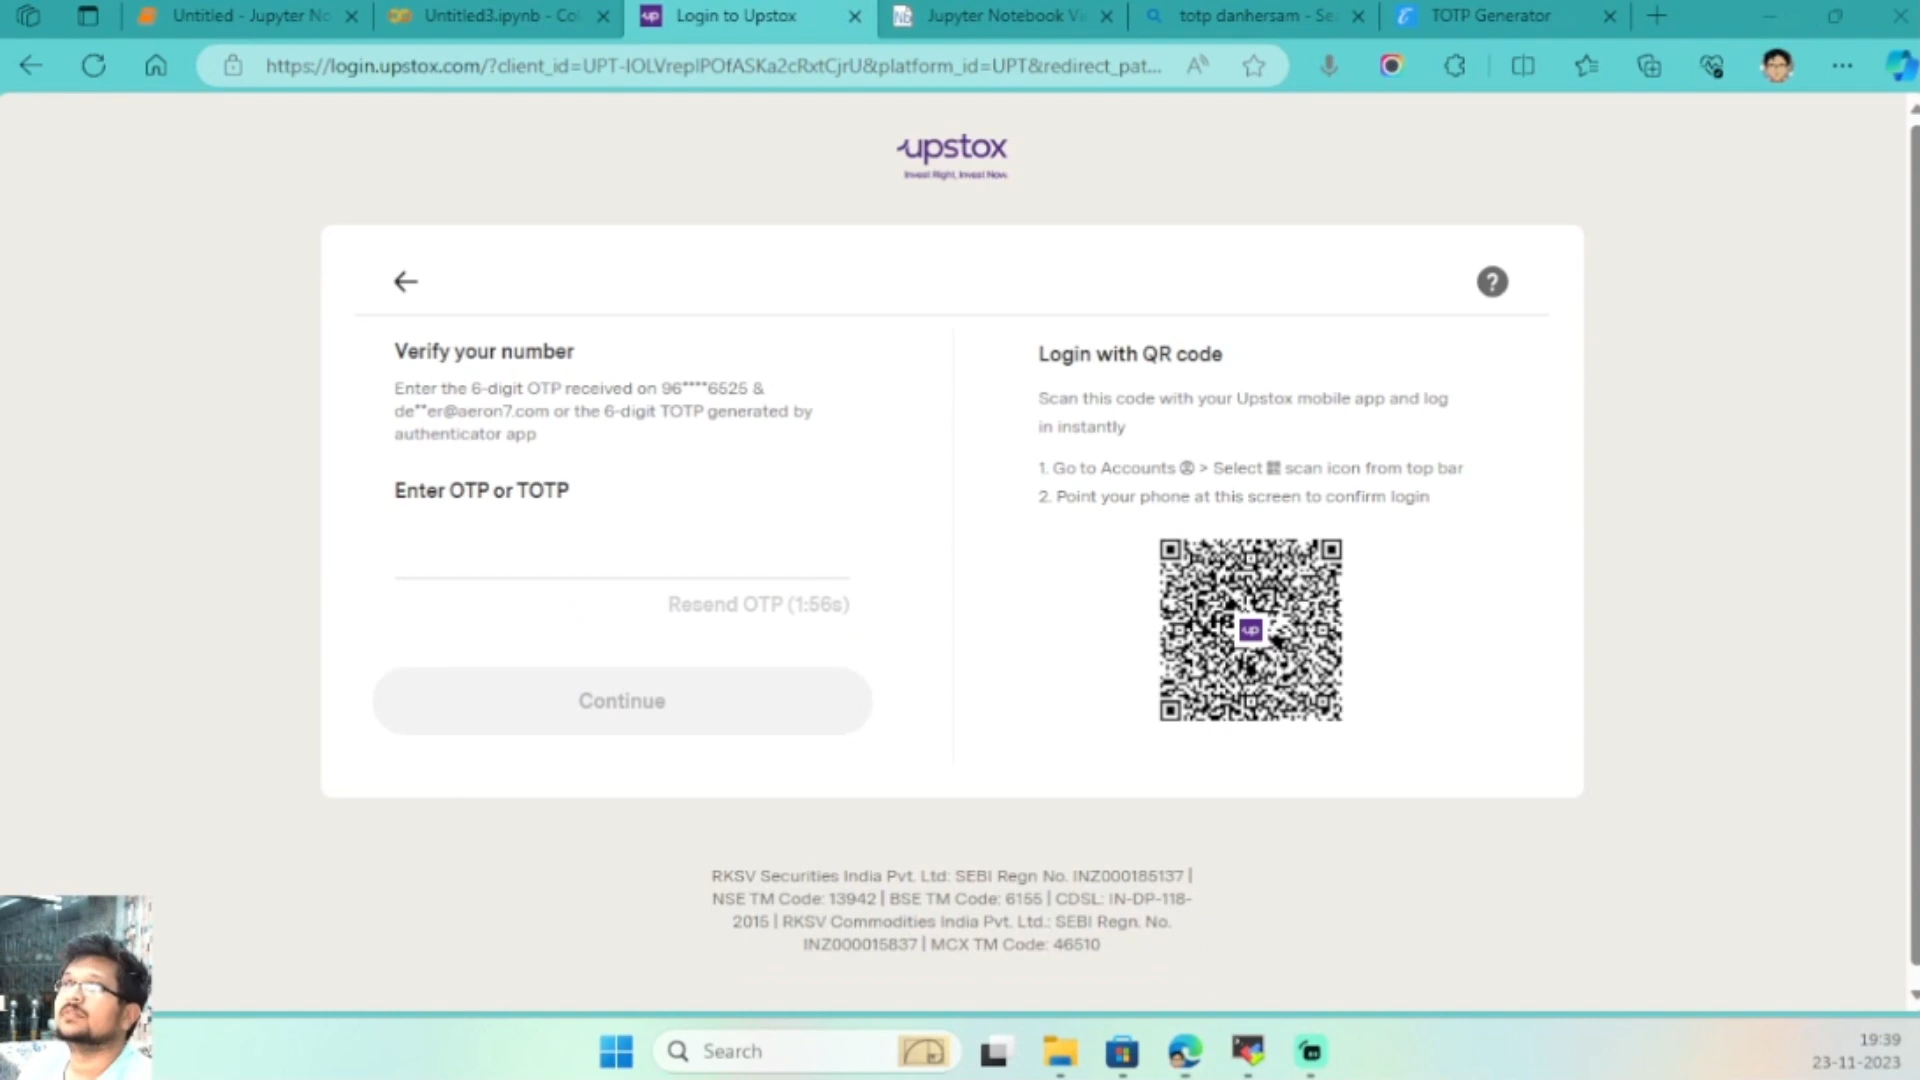 Untitled - Jupyter No
Untitled3.ipynb - Co
Login to Upstox
Jupyter Notebook Vi
totp danhersam - Se
TOTP Generator
https://login.upstox.com/?client_id=UPT-IOLVrepIPOfASKa2cRxtCjrU&platform_id=UPT&redirect_pat...
upstox
Invest Right, Invest Now.
Verify your number
Enter the 6-digit OTP received on 96****6525 &
de**er@aeron7.com or the 6-digit TOTP generated by
authenticator app
Enter OTP or TOTP
Resend OTP (1:56s)
Continue
Login with QR code
Scan this code with your Upstox mobile app and log
in instantly
1. Go to Accounts > Select scan icon from top bar
2. Point your phone at this screen to confirm login
up
RKSV Securities India Pvt. Ltd: SEBI Regn No. INZ000185137 |
NSE TM Code: 13942 | BSE TM Code: 6155 | CDSL: IN-DP-118-
2015 | RKSV Commodities India Pvt. Ltd.: SEBI Regn. No.
INZ000015837 | MCX TM Code: 46510
Search
19:39
23-11-2023